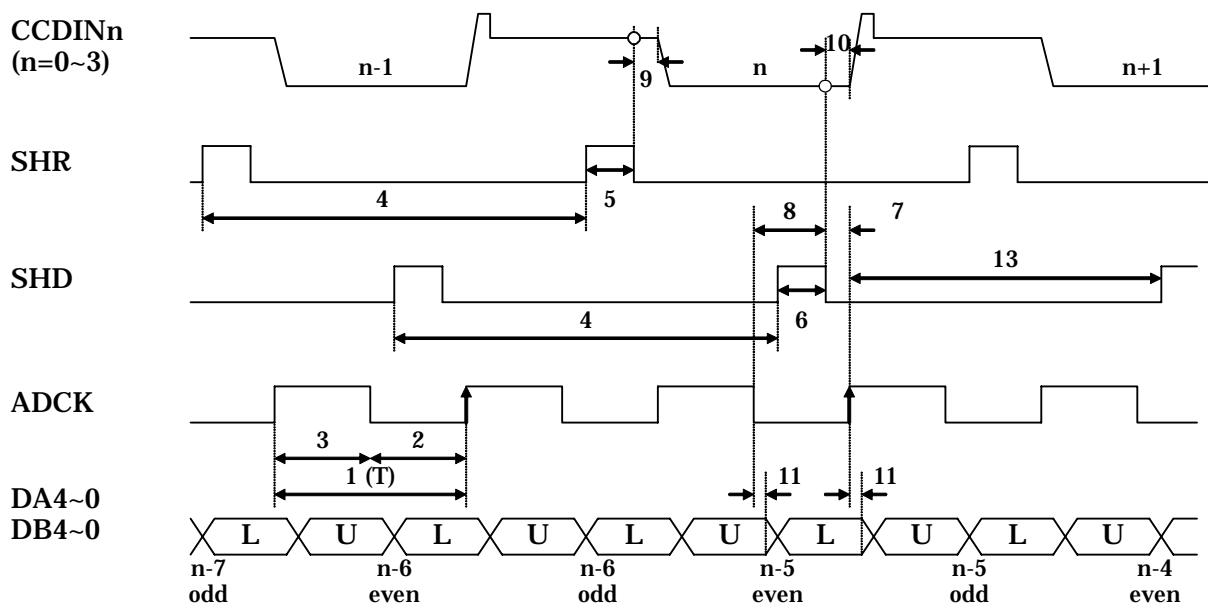 CCDINn
(n=0~3)
n-1
9
n
10
n+1
SHR
4
5
8
7
SHD
13
4
6
ADCK
3
2
1 (T)
11
11
DA4~0
DB4~0
L U L U L U L U L U
n-7 n-6 n-6 n-5 n-5 n-4
odd even odd even odd even